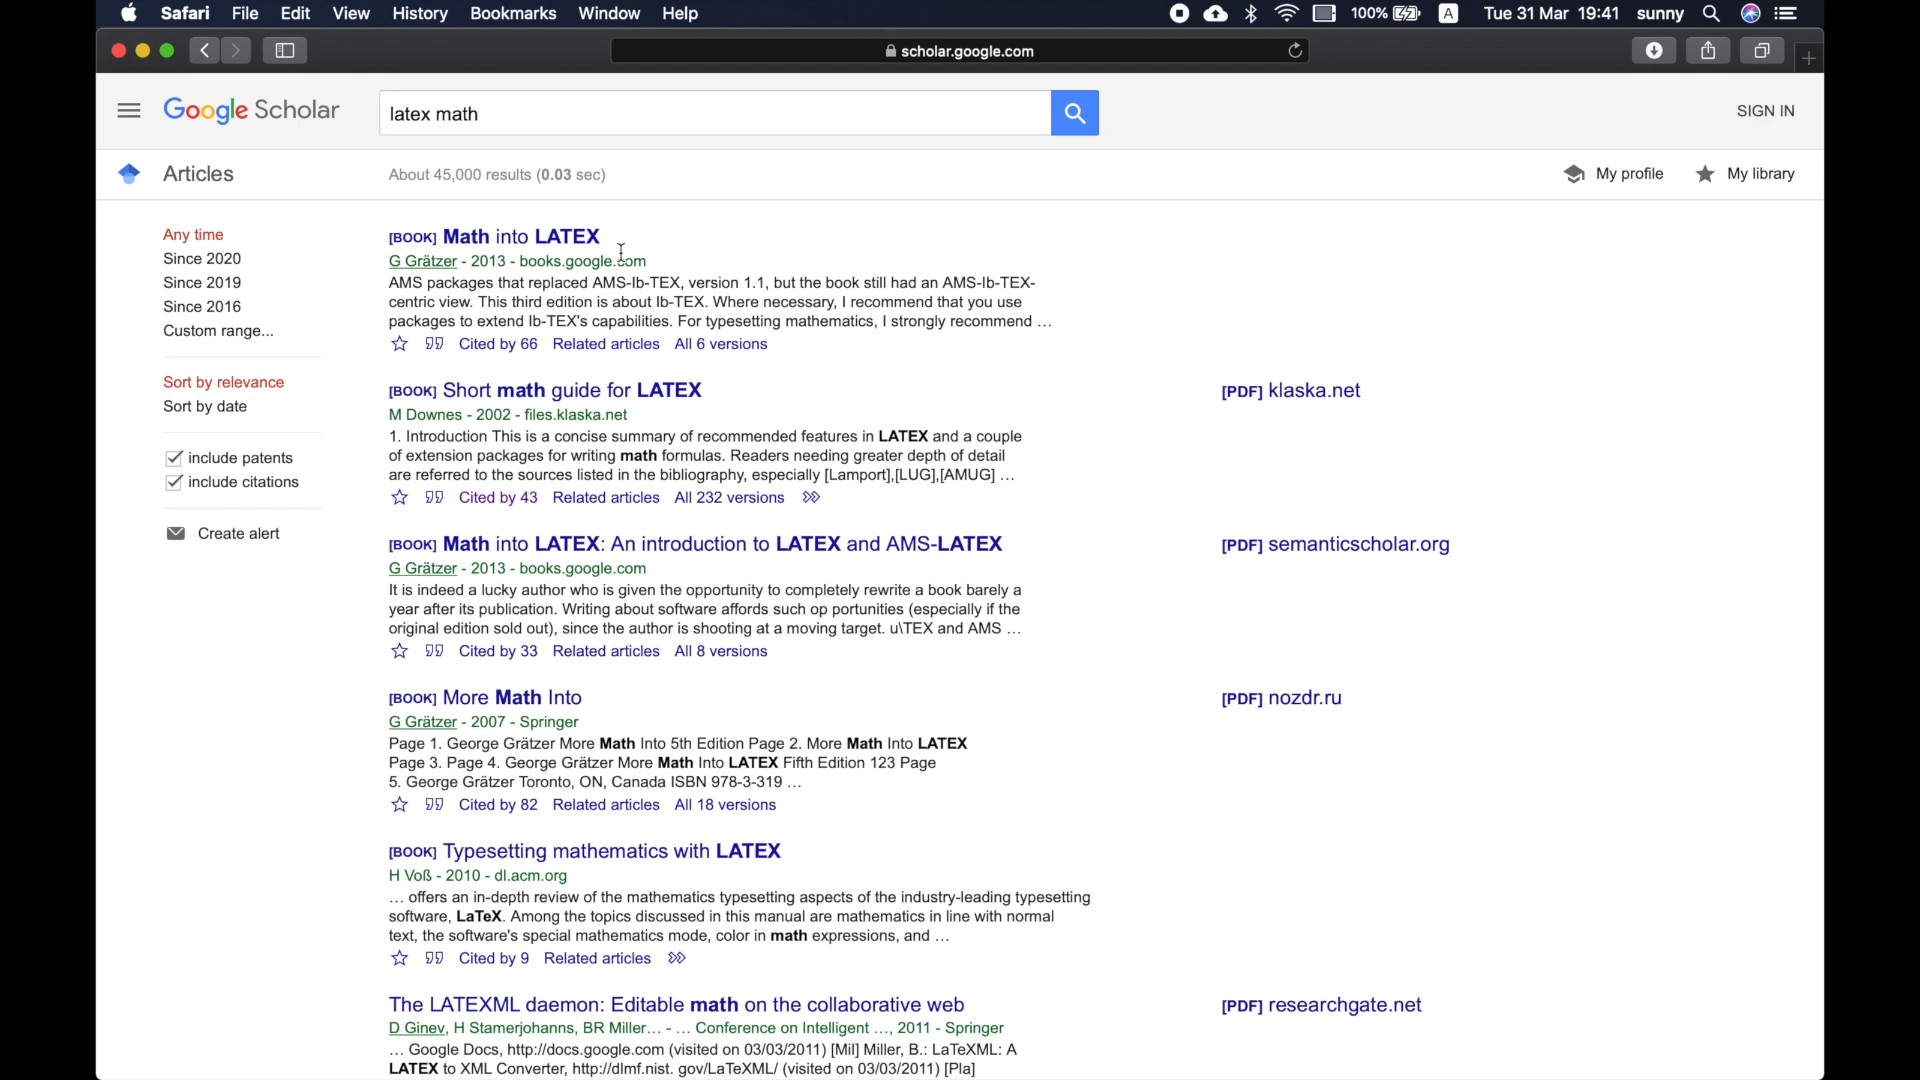 Safari File Edit View History Bookmarks Window Help 100% A Tue 31 Mar 19:41 sunny
scholar.google.com
Google Scholar
latex math
SIGN IN
Articles
About 45,000 results (0.03 sec)
My profile
My library
Any time
Since 2020
Since 2019
Since 2016
Custom range...
Sort by relevance
Sort by date
include patents
include citations
Create alert
[BOOK] Math into LATEX
G Grätzer - 2013 - books.google.com
AMS packages that replaced AMS-lb-TEX, version 1.1, but the book still had an AMS-lb-TEX-
centric view. This third edition is about lb-TEX. Where necessary, I recommend that you use
packages to extend lb-TEX's capabilities. For typesetting mathematics, I strongly recommend ...
Cited by 66 Related articles All 6 versions
[BOOK] Short math guide for LATEX
[PDF] klaska.net
M Downes - 2002 - files.klaska.net
1. Introduction This is a concise summary of recommended features in LATEX and a couple
of extension packages for writing math formulas. Readers needing greater depth of detail
are referred to the sources listed in the bibliography, especially [Lamport],[LUG],[AMUG] ...
Cited by 43 Related articles All 232 versions
[BOOK] Math into LATEX: An introduction to LATEX and AMS-LATEX
[PDF] semanticscholar.org
G Grätzer - 2013 - books.google.com
It is indeed a lucky author who is given the opportunity to completely rewrite a book barely a
year after its publication. Writing about software affords such op portunities (especially if the
original edition sold out), since the author is shooting at a moving target. u\TEX and AMS ...
Cited by 33 Related articles All 8 versions
[BOOK] More Math Into
[PDF] nozdr.ru
G Grätzer - 2007 - Springer
Page 1. George Grätzer More Math Into 5th Edition Page 2. More Math Into LATEX
Page 3. Page 4. George Grätzer More Math Into LATEX Fifth Edition 123 Page
5. George Grätzer Toronto, ON, Canada ISBN 978-3-319 ...
Cited by 82 Related articles All 18 versions
[BOOK] Typesetting mathematics with LATEX
H Voß - 2010 - dl.acm.org
... offers an in-depth review of the mathematics typesetting aspects of the industry-leading typesetting
software, LaTeX. Among the topics discussed in this manual are mathematics in line with normal
text, the software's special mathematics mode, color in math expressions, and ...
Cited by 9 Related articles
The LATEXML daemon: Editable math on the collaborative web
[PDF] researchgate.net
D Ginev, H Stamerjohanns, BR Miller... - ... Conference on Intelligent ..., 2011 - Springer
... Google Docs, http://docs.google.com (visited on 03/03/2011) [Mil] Miller, B.: LaTeXML: A
LATEX to XML Converter, http://dlmf.nist. gov/LaTeXML/ (visited on 03/03/2011) [Pla]